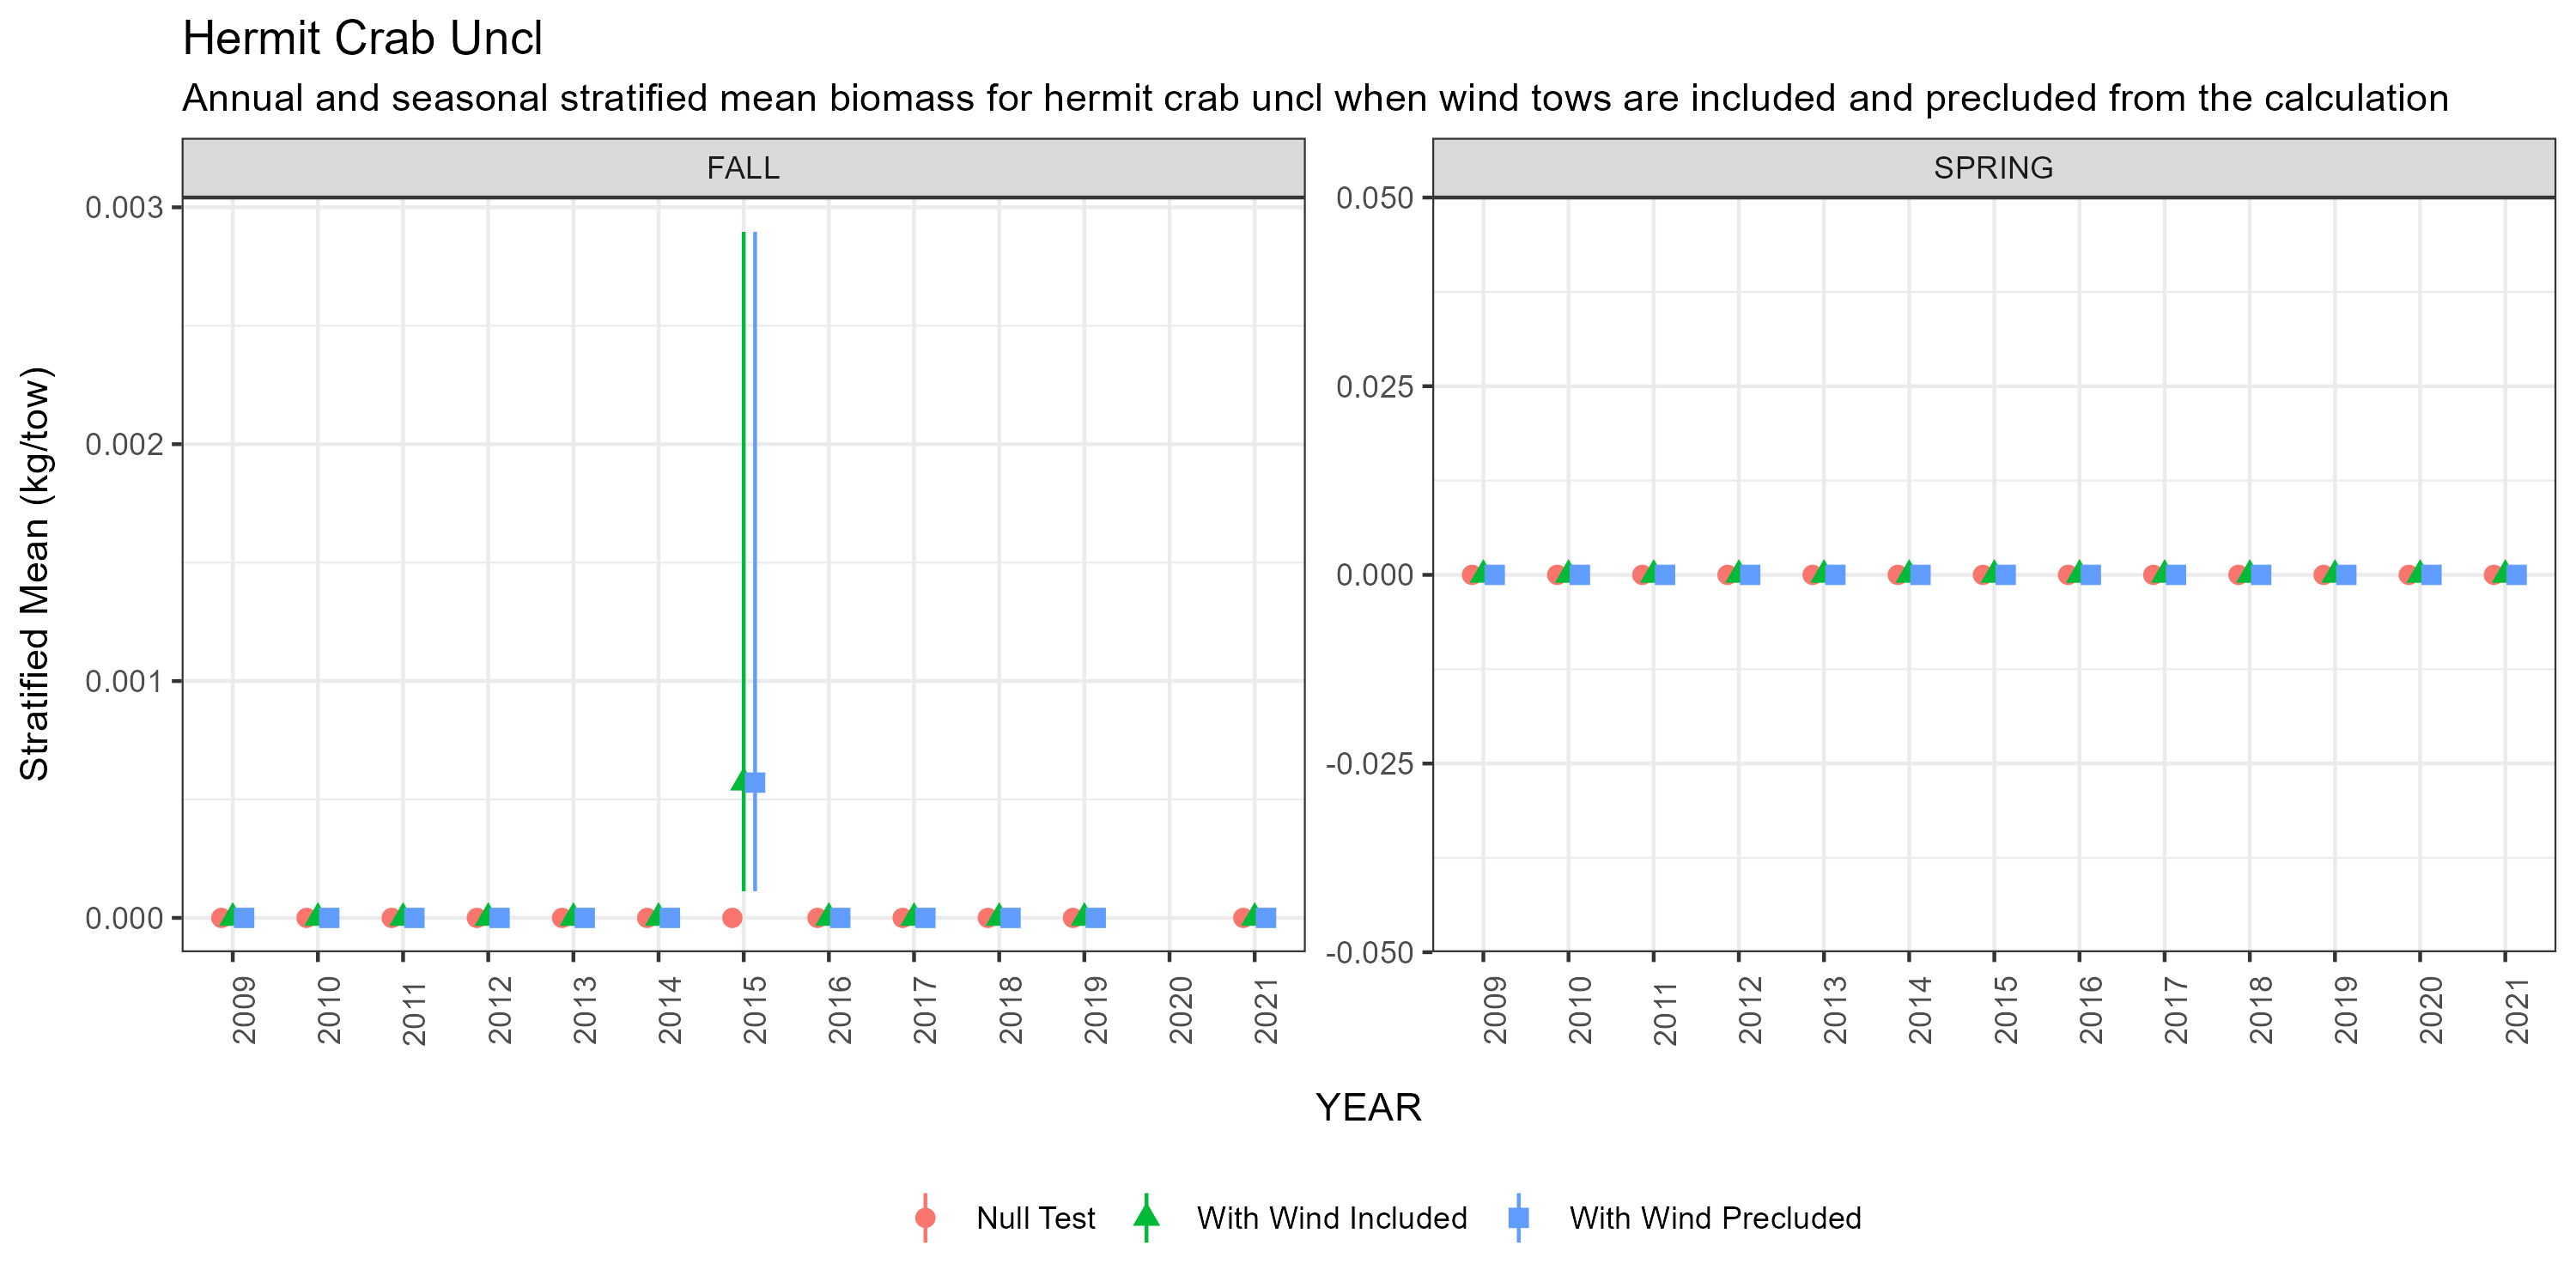 Hermit Crab Uncl
Annual and seasonal stratified mean biomass for hermit crab uncl when wind tows are included and precluded from the calculation
FALL
SPRING
Stratified Mean (kg/tow)
0.003
0.002
0.001
0.000
0.050
0.025
0.000
-0.025
-0.050
2009 2010 2011 2012 2013 2014 2015 2016 2017 2018 2019 2020 2021
2009 2010 2011 2012 2013 2014 2015 2016 2017 2018 2019 2020 2021
YEAR
Null Test With Wind Included With Wind Precluded